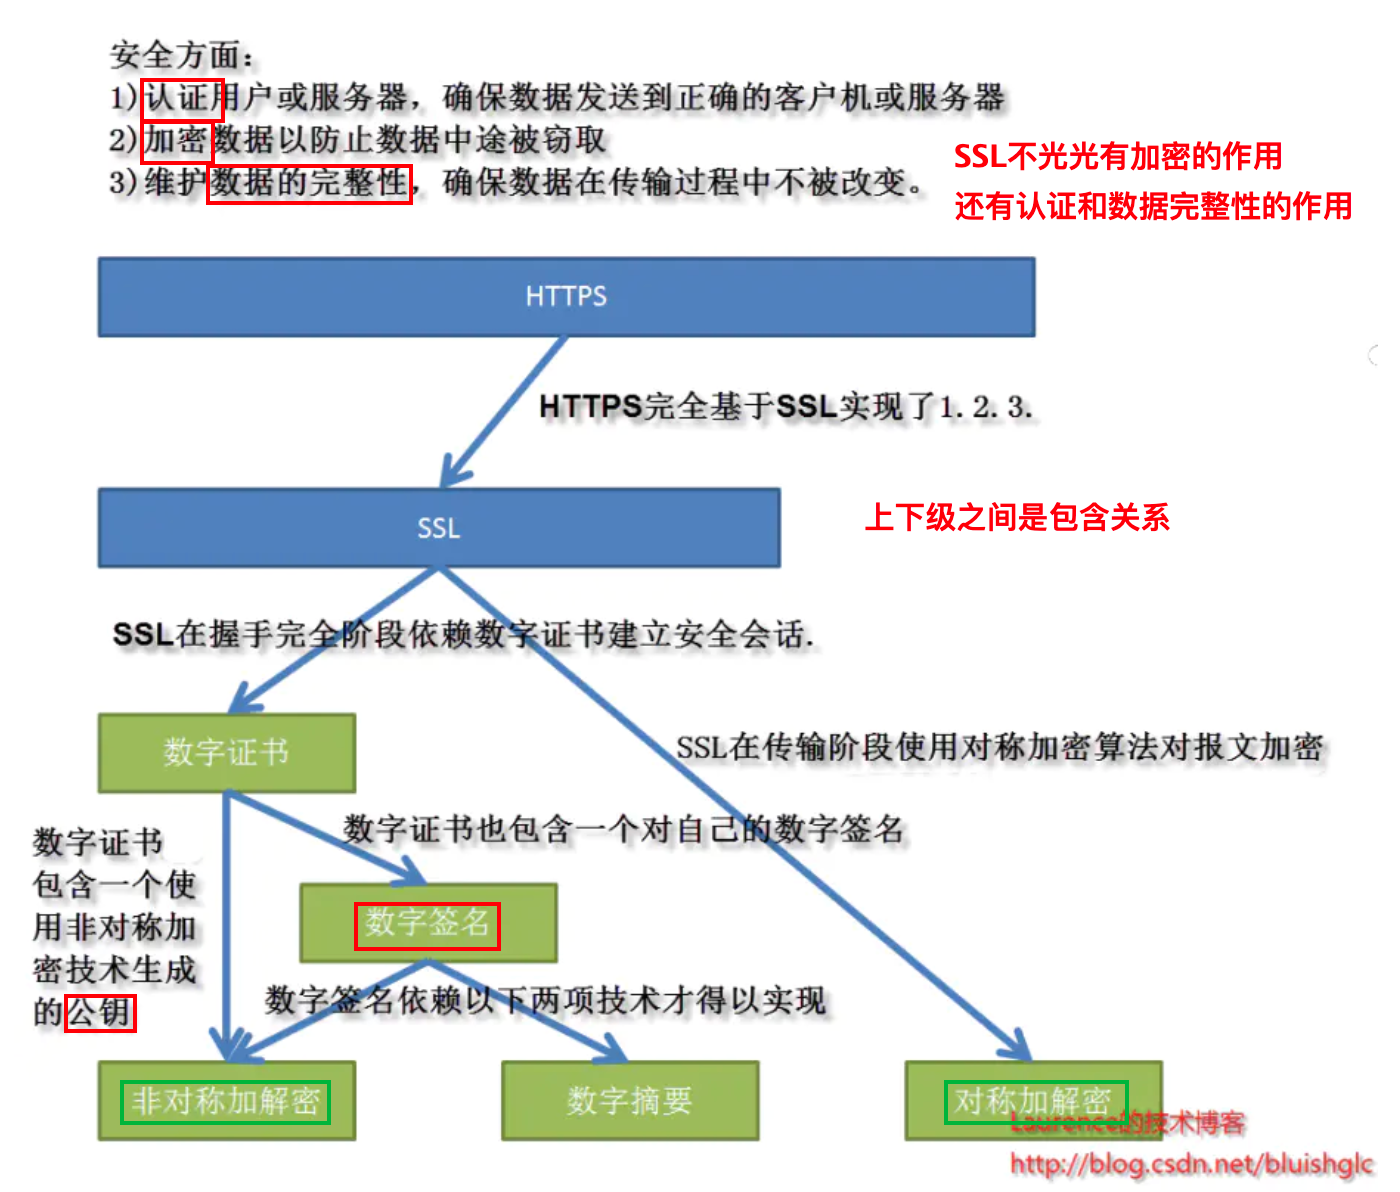 安全方面：
1)认证用户或服务器，确保数据发送到正确的客户机或服务器
2)加密数据以防止数据中途被窃取
3)维护数据的完整性，确保数据在传输过程中不被改变。
SSL不光光有加密的作用
还有认证和数据完整性的作用
HTTPS
HTTPS完全基于SSL实现了1.2.3.
SSL
上下级之间是包含关系
SSL在握手完全阶段依赖数字证书建立安全会话.
数字证书
SSL在传输阶段使用对称加密算法对报文加密
数字证书也包含一个对自己的数字签名
数字证书
包含一个使
用非对称加
密技术生成
的公钥
数字签名
数字签名依赖以下两项技术才得以实现
非对称加解密
数字摘要
对称加解密
Laurence的技术博客
http://blog.csdn.net/bluishglc